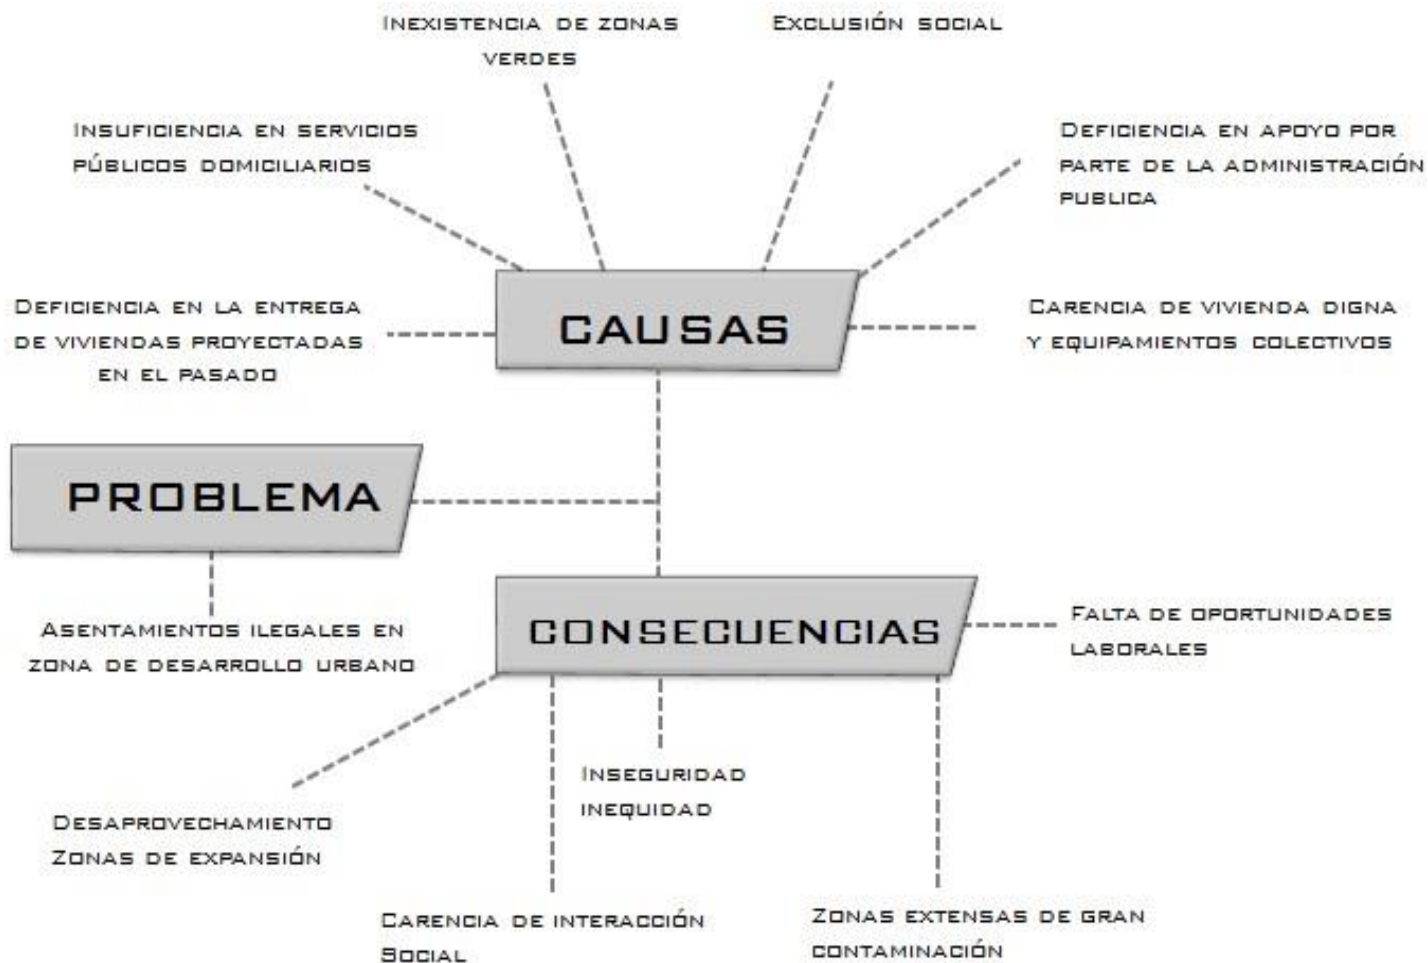 Inexistencia de zonas
verdes
Exclusión social
Insuficiencia en servicios
públicos domiciliarios
Deficiencia en apoyo por
parte de la administración
publica
Deficiencia en la entrega
de viviendas proyectadas
en el pasado
CAUSAS
Carencia de vivienda digna
y equipamientos colectivos
PROBLEMA
Asentamientos ilegales en
zona de desarrollo urbano
CONSECUENCIAS
Falta de oportunidades
laborales
Desaprovechamiento
Zonas de expansión
Inseguridad
inequidad
Carencia de interacción
Social
Zonas extensas de gran
contaminación